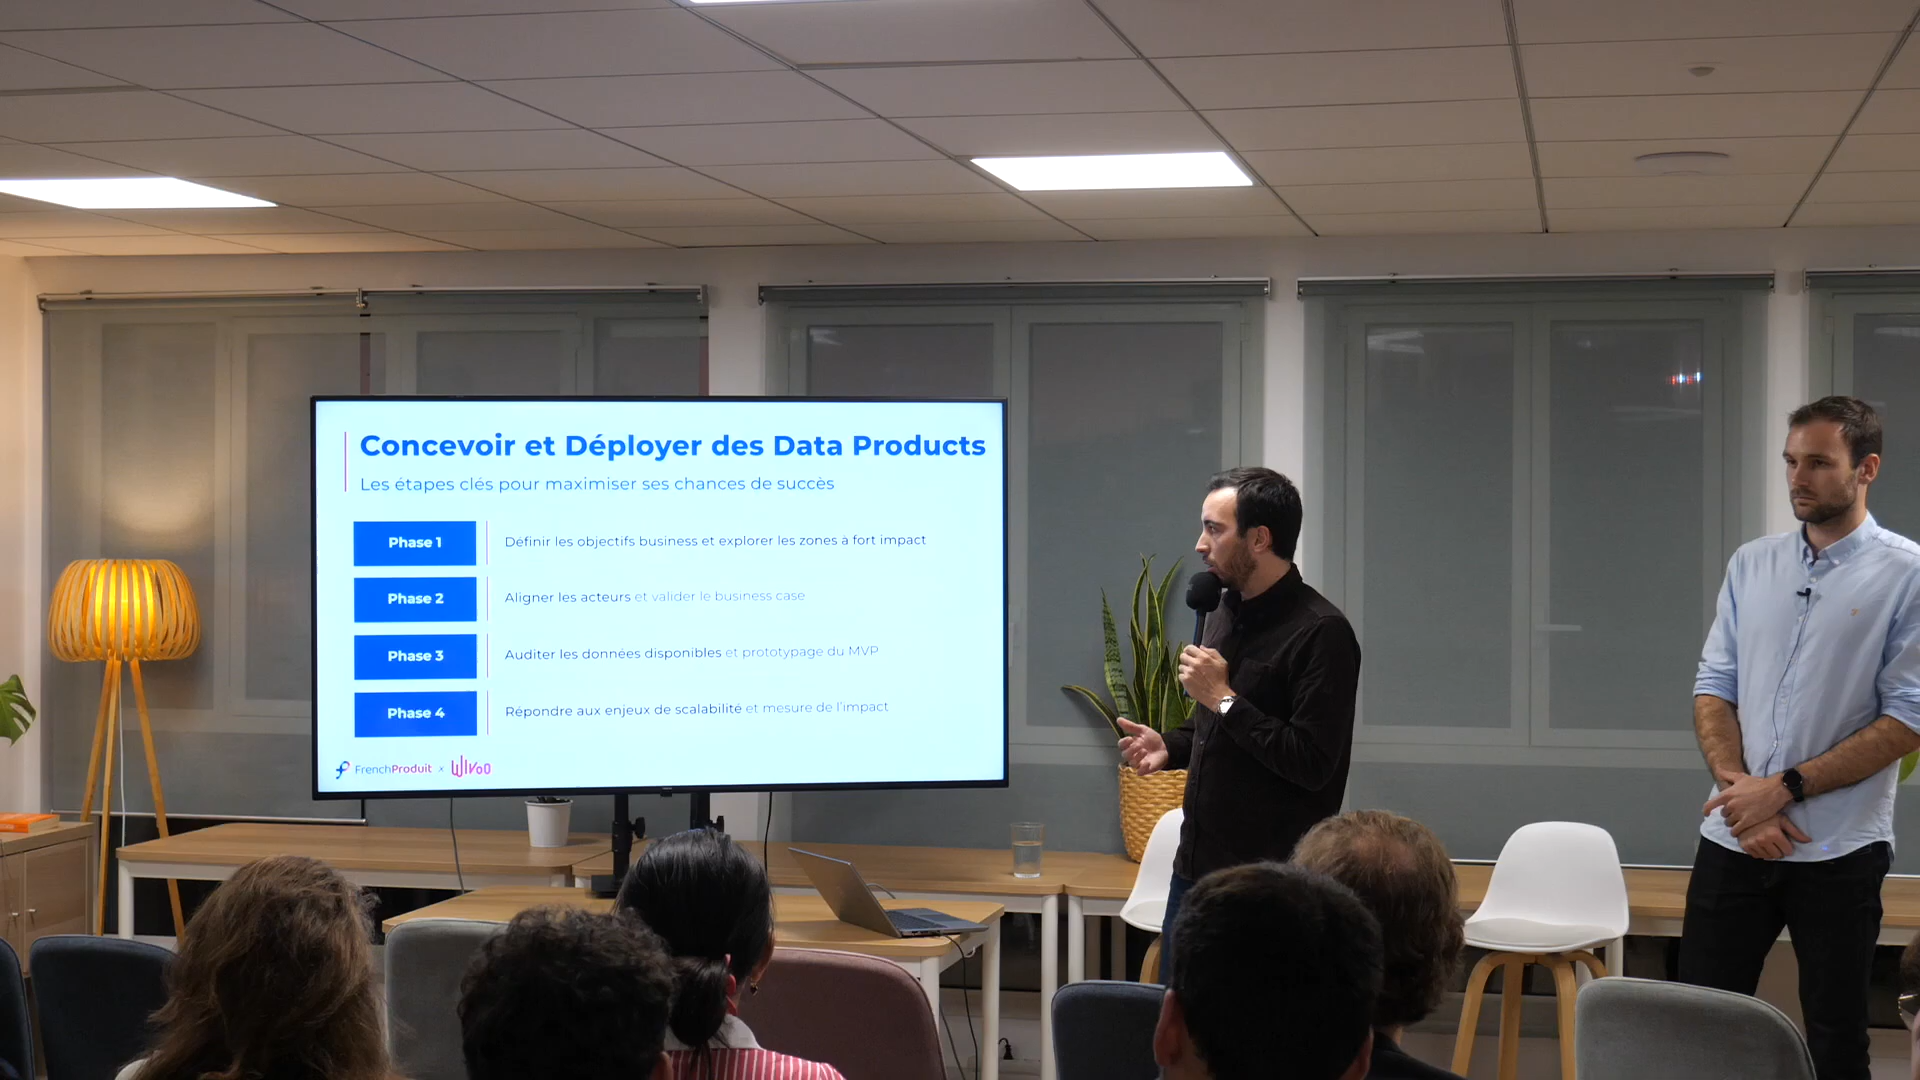 Concevoir et Déployer des Data Products
Les étapes clés pour maximiser ses chances de succès
Phase 1
Définir les objectifs business et explorer les zones à fort impact
Phase 2
Aligner les acteurs et valider le business case
Phase 3
Auditer les données disponibles et prototypage du MVP
Phase 4
Répondre aux enjeux de scalabilité et mesure de l'impact
FrenchProduit x Wivoo